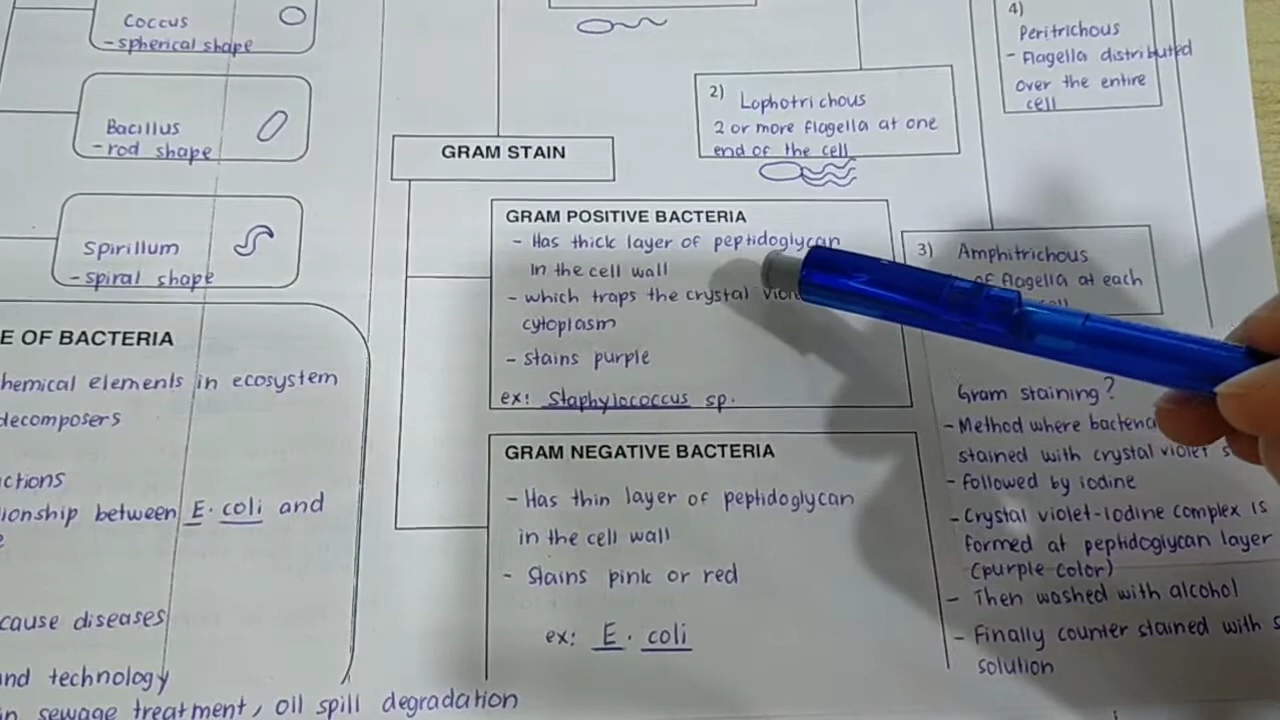 Coccus
- spherical shape
Bacillus
- rod shape
Spirillum
- spiral shape
E OF BACTERIA
hemical elements in ecosystem
decomposers
ctions
ionship between E. coli and
cause diseases
and technology
in sewage treatment, oil spill degradation
GRAM STAIN
GRAM POSITIVE BACTERIA
- Has thick layer of peptidoglycan
in the cell wall
- which traps the crystal
cytoplasm
- stains purple
ex: Staphylococcus sp.
GRAM NEGATIVE BACTERIA
- Has thin layer of peptidoglycan
in the cell wall
- Stains pink or red
ex: E. coli
2)
Lophotrichous
2 or more flagella at one
end of the cell
4)
Peritrichous
- flagella distributed
over the entire
cell
3)
Amphitrichous
of flagella at each
Gram staining?
- Method where
stained with crystal violet s
- followed by iodine
- Crystal violet-Iodine complex is
formed at peptidoglycan layer
(purple color)
- Then washed with alcohol
- Finally counter stained with s
solution